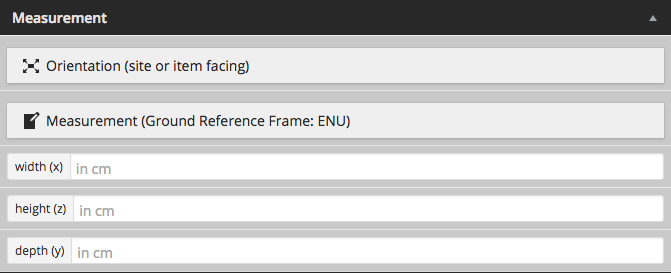 Measurement
Orientation (site or item facing)
Measurement (Ground Reference Frame: ENU)
width (x) in cm
height (z) in cm
depth (y) in cm